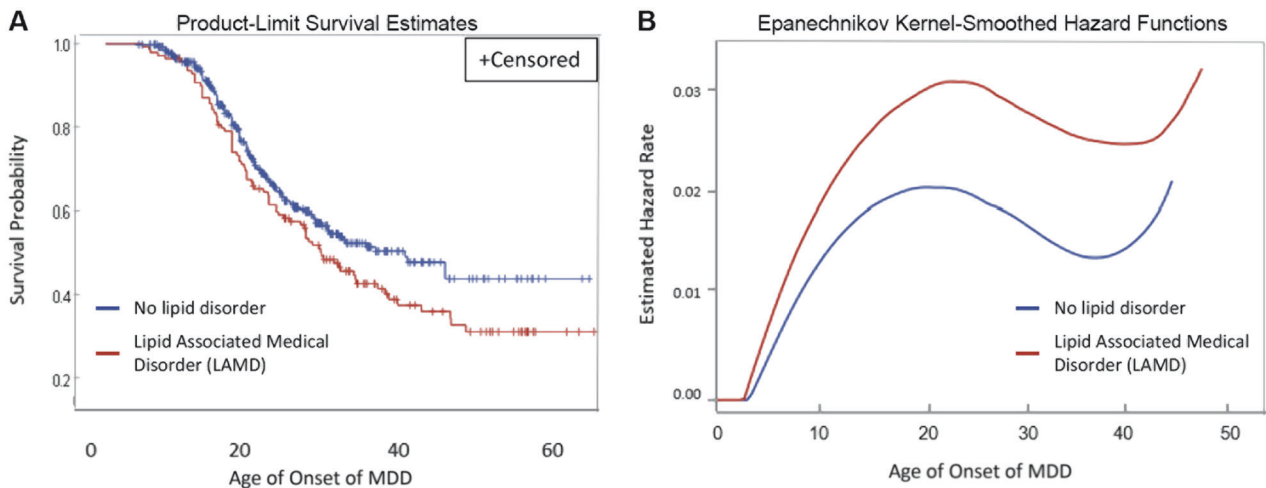 A
Product-Limit Survival Estimates
1.0
+Censored
0.8
0.6
0.4
0.2
Survival Probability
No lipid disorder
Lipid Associated Medical
Disorder (LAMD)
0
20
40
60
Age of Onset of MDD
B
Epanechnikov Kernel-Smoothed Hazard Functions
0.03
0.02
0.01
0.00
Estimated Hazard Rate
No lipid disorder
Lipid Associated Medical
Disorder (LAMD)
0
10
20
30
40
50
Age of Onset of MDD